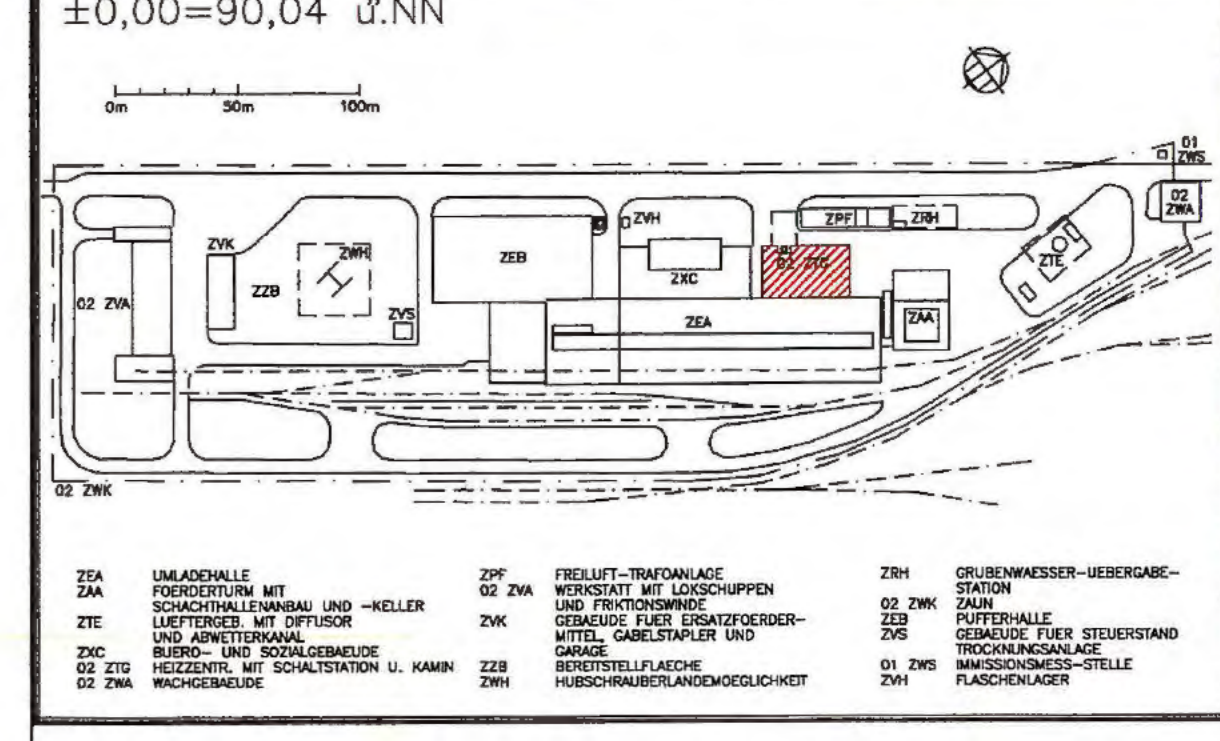 ±0,00=90,04 ü.NN
0m 50m 100m
01
ZWS
02
ZWA
ZPF
ZRH
ZVH
ZVK
ZWH
ZEB
ZTE
02 ZTG
ZXC
ZZB
02 ZVA
ZVS
ZEA
ZAA
02 ZWK
ZEA UMLADEHALLE
ZAA FOERDERTURM MIT
SCHACHTHALLENANBAU UND -KELLER
ZTE LUEFTERGEB. MIT DIFFUSOR
UND ABWETTERKANAL
ZXC BUERO- UND SOZIALGEBAEUDE
02 ZTG HEIZZENTR. MIT SCHALTSTATION U. KAMIN
02 ZWA WACHGEBAEUDE
ZPF FREILUFT-TRAFOANLAGE
02 ZVA WERKSTATT MIT LOKSCHUPPEN
UND FRIKTIONSWINDE
ZVK GEBAEUDE FUER ERSATZFOERDER-
MITTEL, GABELSTAPLER UND
GARAGE
ZZB BEREITSTELLFLAECHE
ZWH HUBSCHRAUBERLANDEMOEGLICHKEIT
ZRH GRUBENWAESSER-UEBERGABE-
STATION
02 ZWK ZAUN
ZEB PUFFERHALLE
ZVS GEBAEUDE FUER STEUERSTAND
TROCKNUNGSANLAGE
01 ZWS IMMISSIONSMESS-STELLE
ZVH FLASCHENLAGER